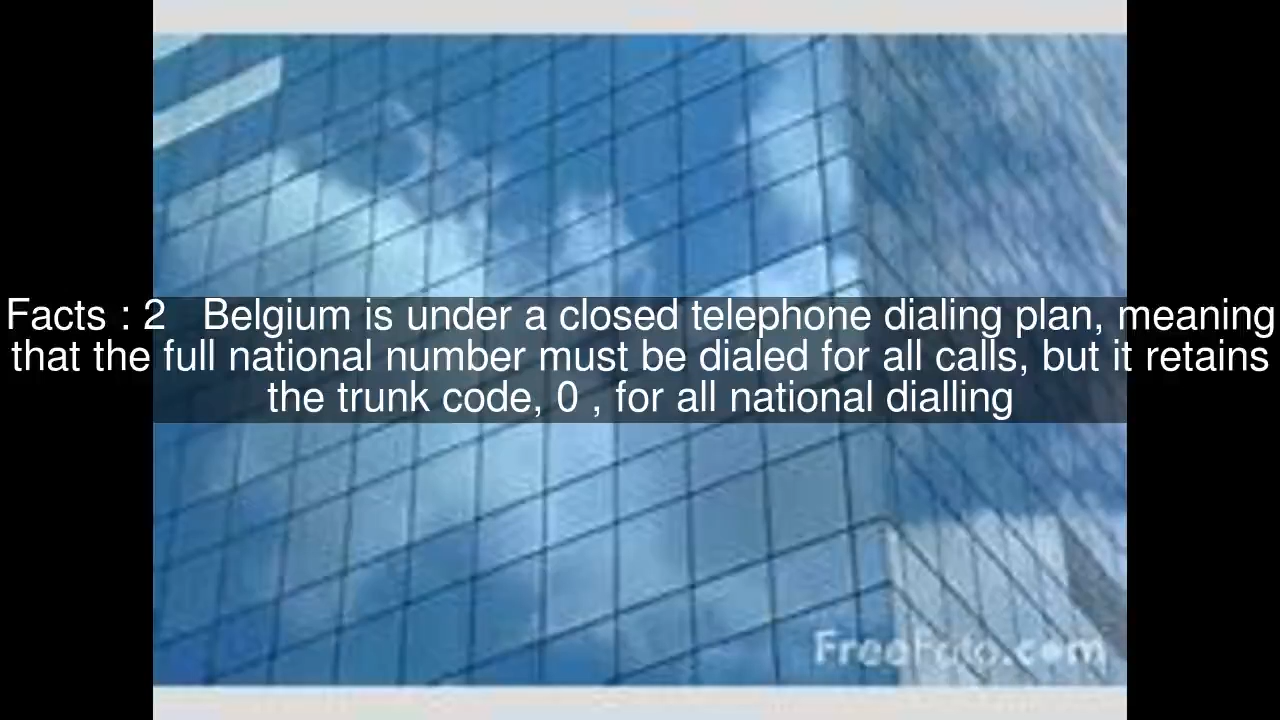 Facts : 2   Belgium is under a closed telephone dialing plan, meaning
that the full national number must be dialed for all calls, but it retains
the trunk code, 0 , for all national dialling
FreeFoto.com